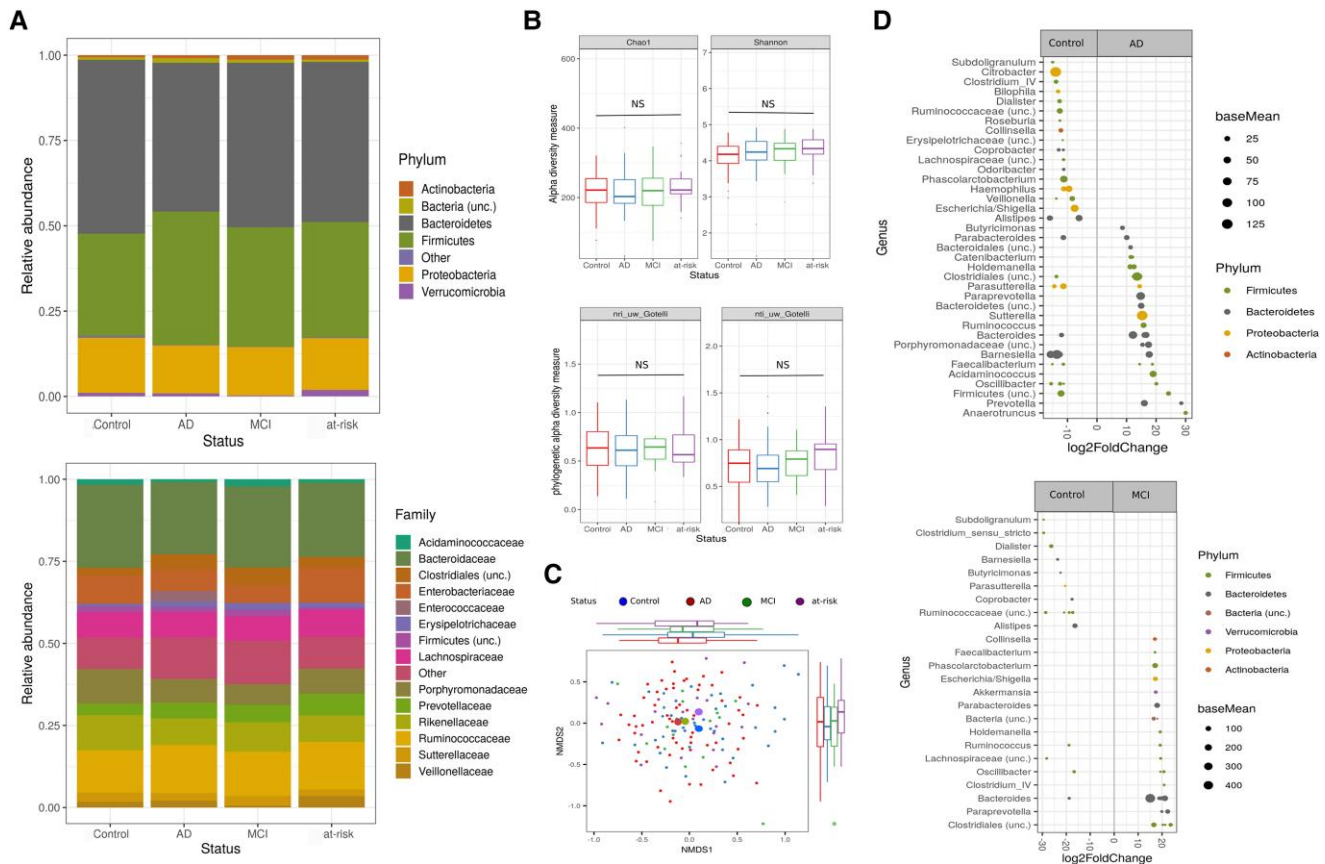 A
1.00
0.75
0.50
0.25
0.00
Relative abundance
Control AD MCI at-risk
Status
Phylum
Actinobacteria
Bacteria (unc.)
Bacteroidetes
Firmicutes
Other
Proteobacteria
Verrucomicrobia
1.00
0.75
0.50
0.25
0.00
Relative abundance
Control AD MCI at-risk
Status
Family
Acidaminococcaceae
Bacteroidaceae
Clostridiales (unc.)
Enterobacteriaceae
Enterococcaceae
Erysipelotrichaceae
Firmicutes (unc.)
Lachnospiraceae
Other
Porphyromonadaceae
Prevotellaceae
Rikenellaceae
Ruminococcaceae
Sutterellaceae
Veillonellaceae
B
Chao1 Shannon
600
400
200
Alpha diversity measure
NS
7
6
5
4
3
2
NS
Control AD MCI at-risk Control AD MCI at-risk
Status
nri_uw_Gotelli nti_uw_Gotelli
1.5
1.0
0.5
0.0
phylogenetic alpha diversity measure
NS
2.0
1.5
1.0
0.5
NS
Control AD MCI at-risk Control AD MCI at-risk
Status
C
Status Control AD MCI at-risk
0.5
0.0
-0.5
-1.0
NMDS2
-1.0 -0.5 0.0 0.5 1.0
NMDS1
D
Control AD
Subdoligranulum
Citrobacter
Clostridium_IV
Bilophila
Dialister
Ruminococcaceae (unc.)
Roseburia
Collinsella
Erysipelotrichaceae (unc.)
Coprobacter
Lachnospiraceae (unc.)
Odoribacter
Phascolarctobacterium
Haemophilus
Veillonella
Escherichia/Shigella
Alistipes
Butyricimonas
Parabacteroides
Bacteroidales (unc.)
Catenibacterium
Holdemanella
Clostridiales (unc.)
Parasutterella
Paraprevotella
Bacteroidetes (unc.)
Sutterella
Ruminococcus
Bacteroides
Porphyromonadaceae (unc.)
Barnesiella
Faecalibacterium
Acidaminococcus
Oscillibacter
Firmicutes (unc.)
Prevotella
Anaerotruncus
Genus
-10 0 10 20 30
log2FoldChange
baseMean
25
50
75
100
125
Phylum
Firmicutes
Bacteroidetes
Proteobacteria
Actinobacteria
Control MCI
Subdoligranulum
Clostridium_sensu_stricto
Dialister
Barnesiella
Butyricimonas
Parasutterella
Coprobacter
Ruminococcaceae (unc.)
Alistipes
Collinsella
Faecalibacterium
Phascolarctobacterium
Escherichia/Shigella
Akkermansia
Parabacteroides
Bacteria (unc.)
Holdemanella
Ruminococcus
Lachnospiraceae (unc.)
Oscillibacter
Clostridium_IV
Bacteroides
Paraprevotella
Clostridiales (unc.)
Genus
-30 -20 -10 0 10 20
log2FoldChange
Phylum
Firmicutes
Bacteroidetes
Bacteria (unc.)
Verrucomicrobia
Proteobacteria
Actinobacteria
baseMean
100
200
300
400